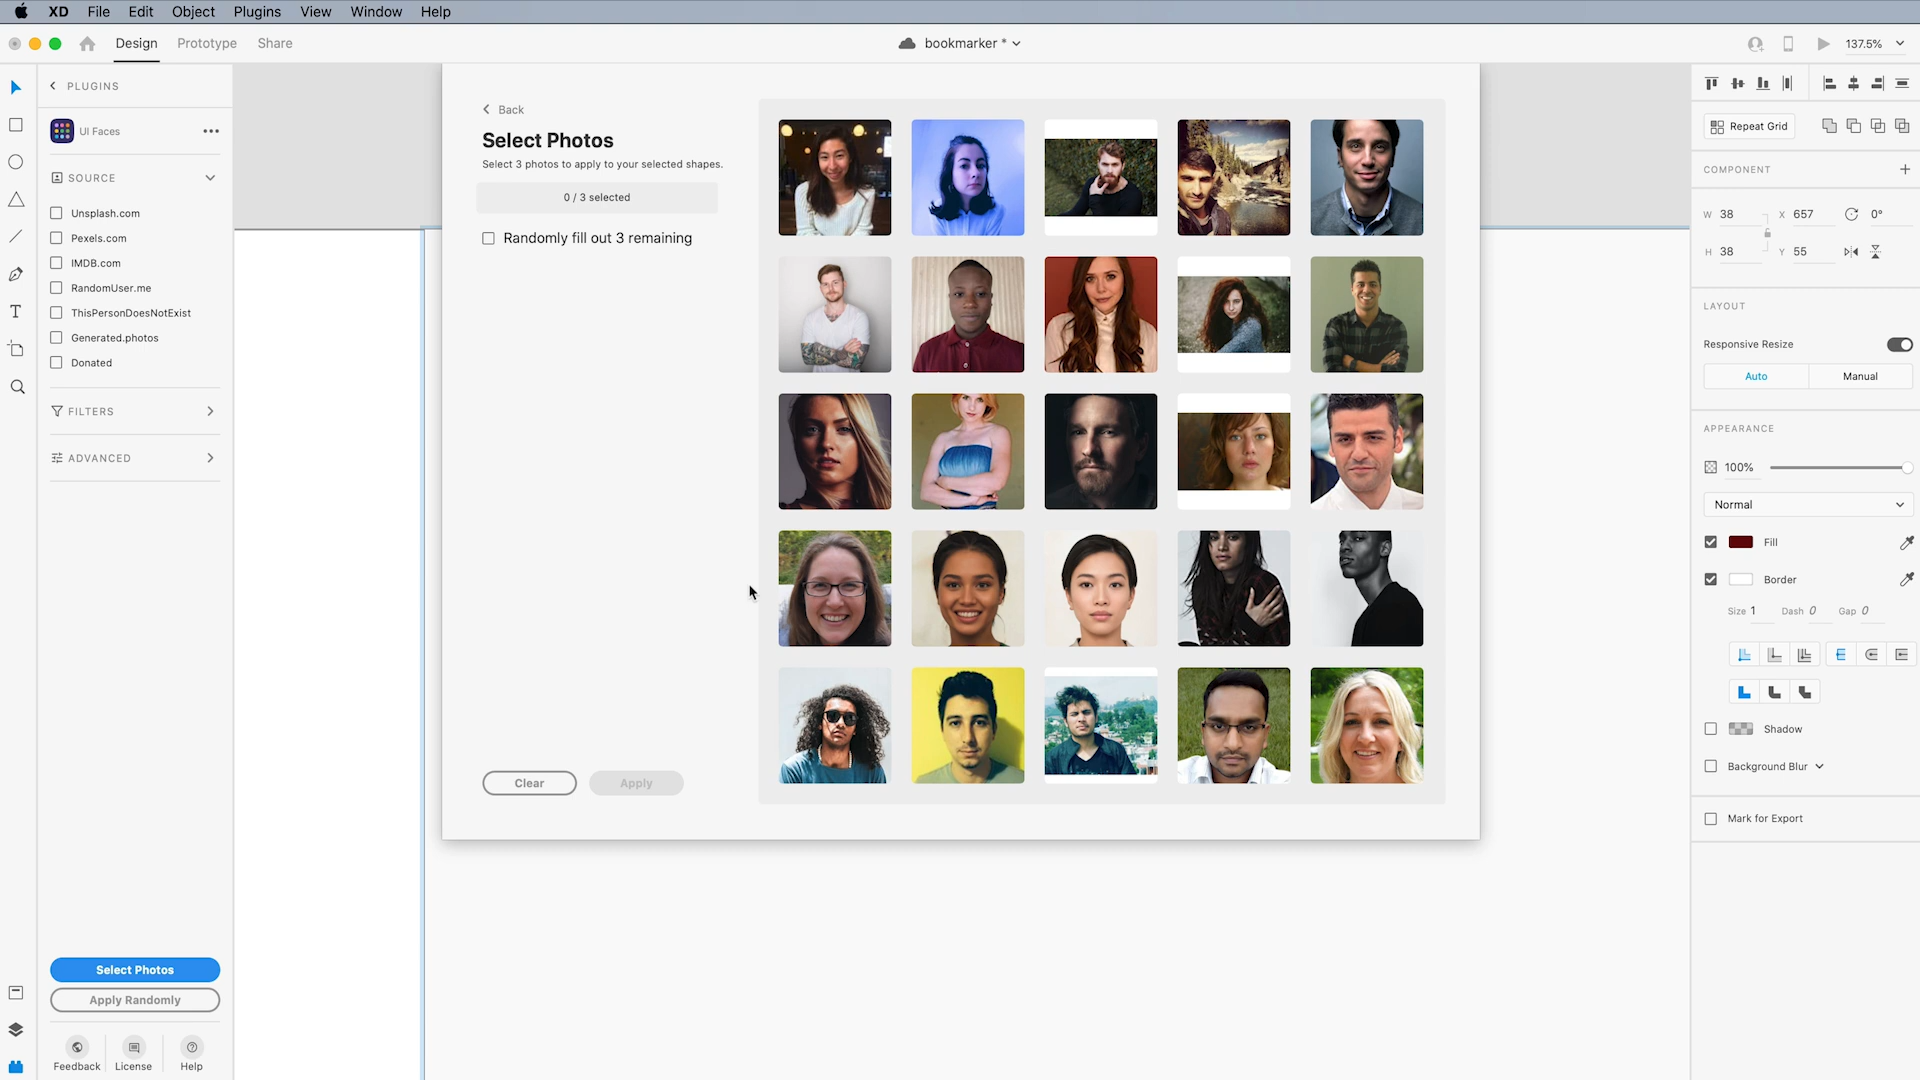 XD File Edit Object Plugins View Window Help
Design Prototype Share
bookmarker *
137.5%
PLUGINS
UI Faces
SOURCE
Unsplash.com
Pexels.com
IMDB.com
RandomUser.me
ThisPersonDoesNotExist
Generated.photos
Donated
FILTERS
ADVANCED
Select Photos
Apply Randomly
Feedback License Help
Back
Select Photos
Select 3 photos to apply to your selected shapes.
0 / 3 selected
Randomly fill out 3 remaining
Clear Apply
Repeat Grid
COMPONENT
W 38 X 657 0°
H 38 Y 55
LAYOUT
Responsive Resize
Auto Manual
APPEARANCE
100%
Normal
Fill
Border
Size 1 Dash 0 Gap 0
Shadow
Background Blur
Mark for Export